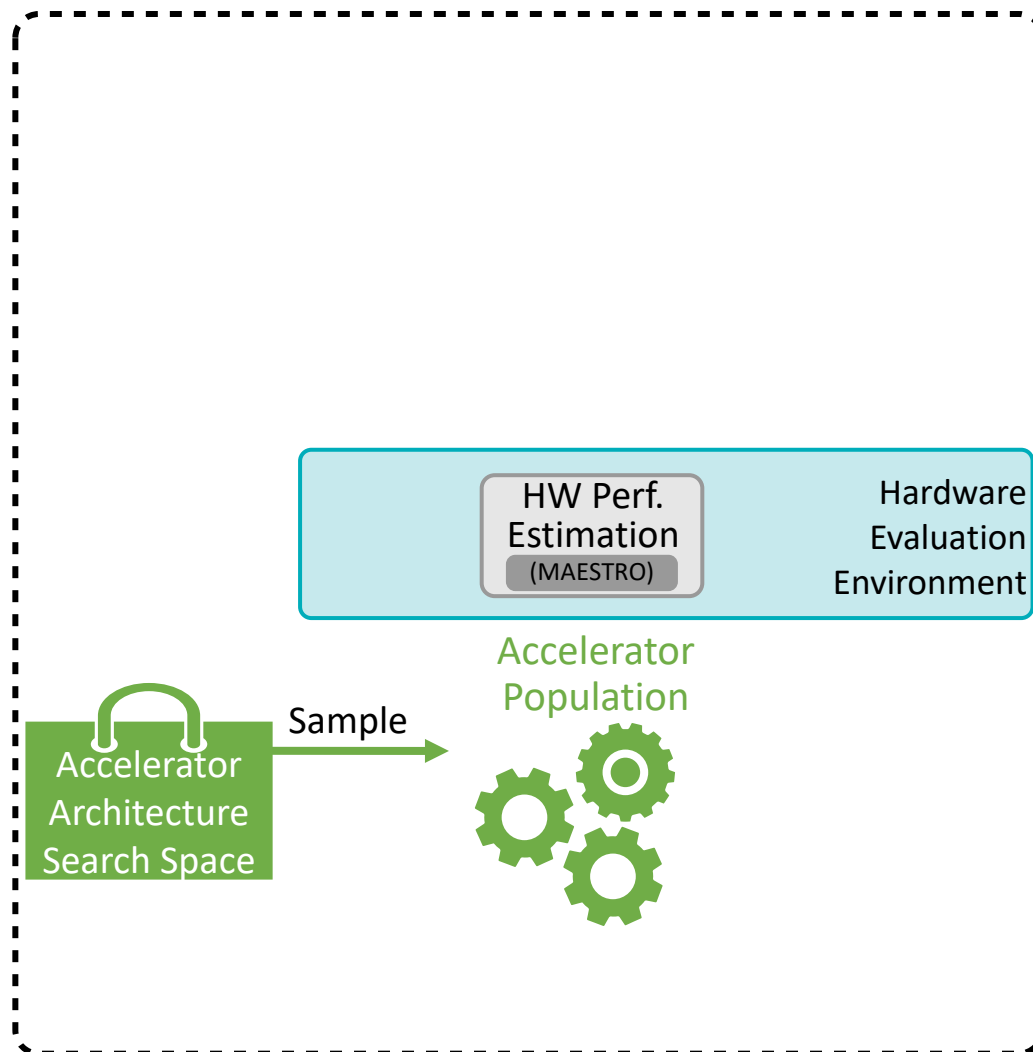 HW Perf.
Estimation
(MAESTRO)
Hardware
Evaluation
Environment
Accelerator
Population
Sample
Accelerator
Architecture
Search Space